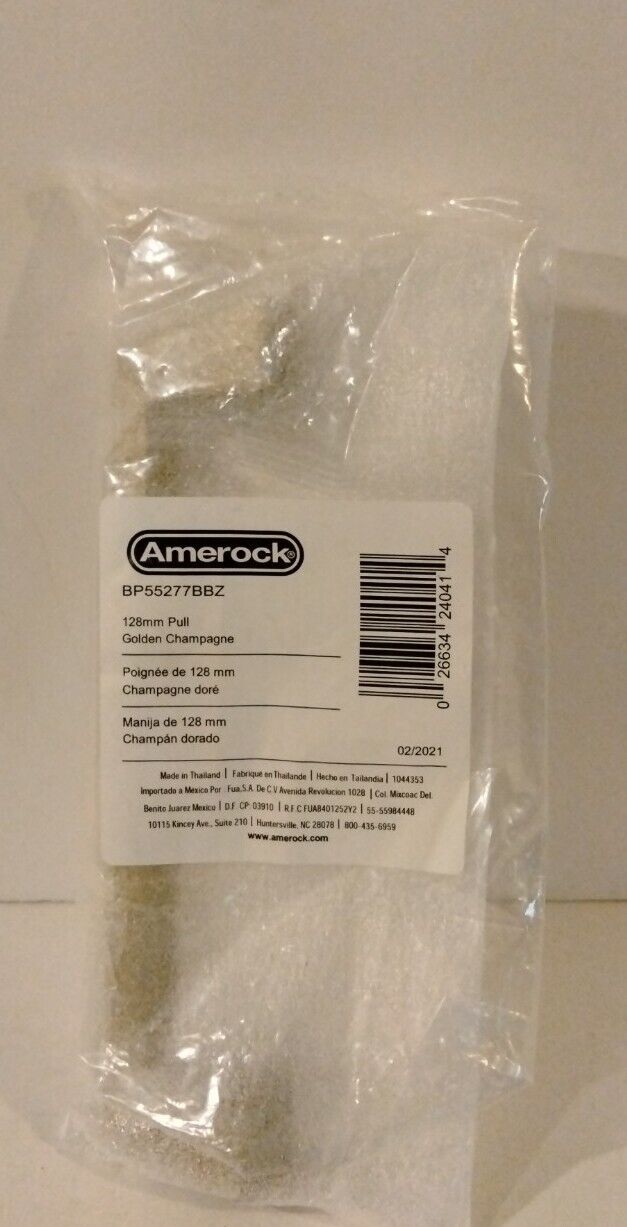 Amerock®
BP55277BBZ
128mm Pull
Golden Champagne
Poignée de 128 mm
Champagne doré
Manija de 128 mm
Champán dorado
0 26634 24041 4
02/2021
Made in Thailand | Fabriqué en Thaïlande | Hecho en Tailandia | 1044353
Importado a Mexico Por Fua,S.A. De C.V Avenida Revolucion 1028 | Col. Mixcoac Del.
Benito Juarez Mexico | D.F. CP: 03910 | R.F.C FUA8401252Y2 | 55-55984448
10115 Kincey Ave., Suite 210 | Huntersville, NC 28078 | 800-435-6959
www.amerock.com